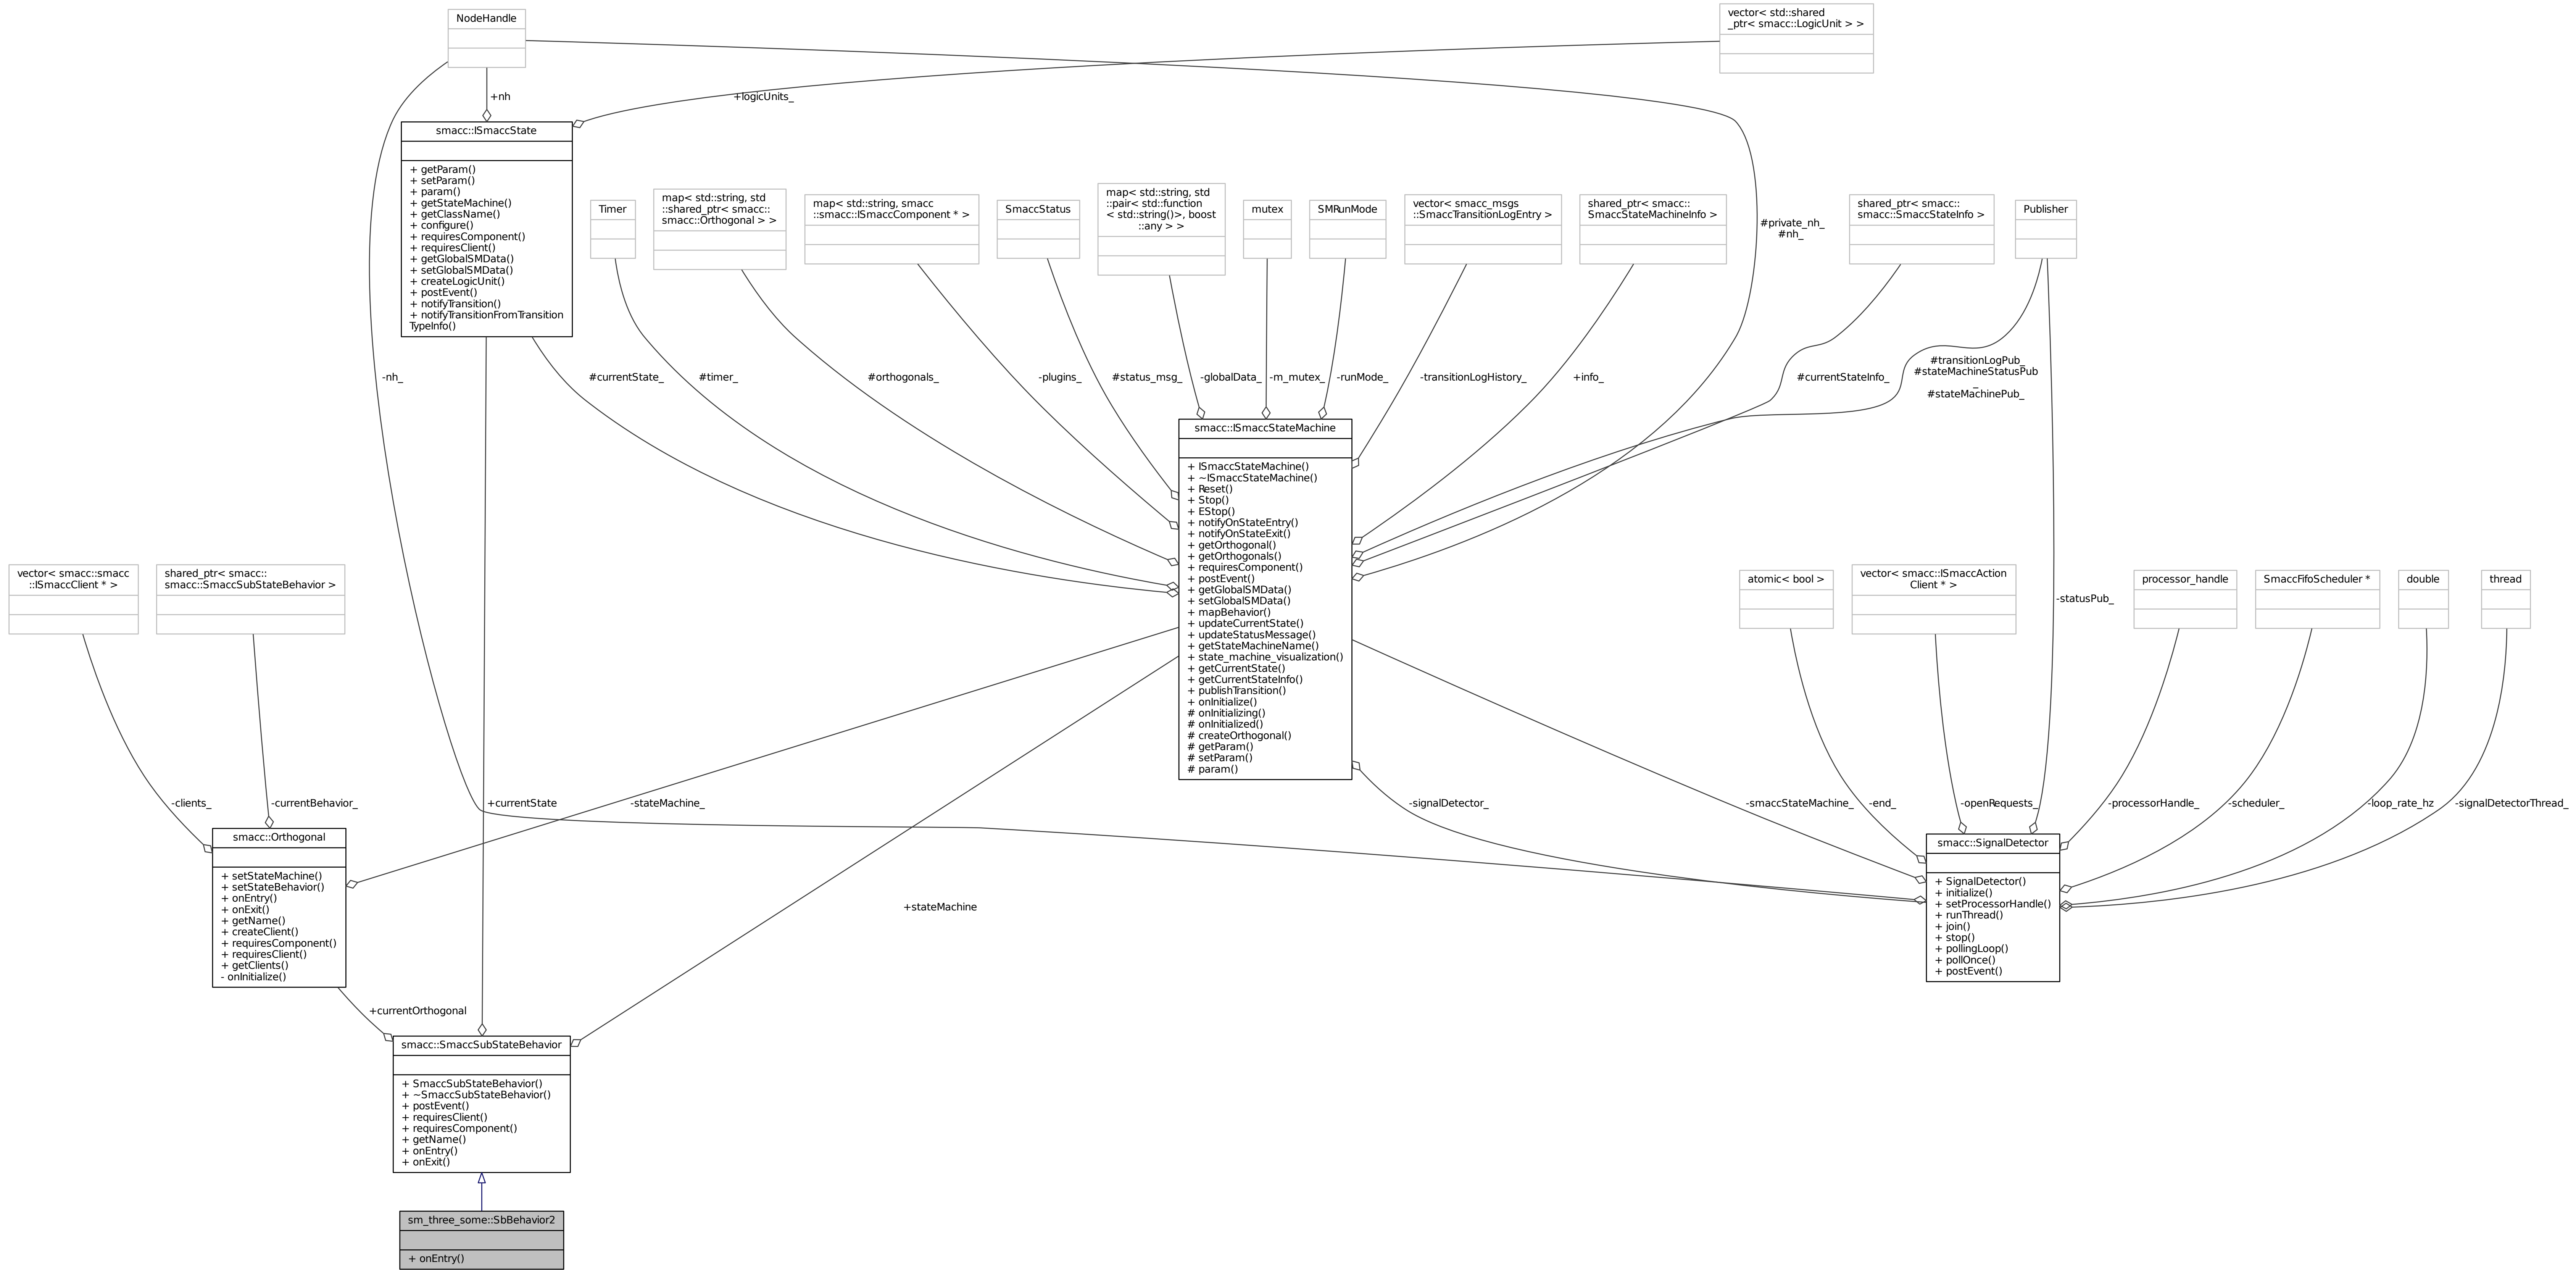 NodeHandle
vector< std::shared
_ptr< smacc::LogicUnit > >
+nh
+logicUnits_
smacc::ISmaccState
+ getParam()
+ setParam()
+ param()
+ getStateMachine()
+ getClassName()
+ configure()
+ requiresComponent()
+ requiresClient()
+ getGlobalSMData()
+ setGlobalSMData()
+ createLogicUnit()
+ postEvent()
+ notifyTransition()
+ notifyTransitionFromTransition
TypeInfo()
Timer
map< std::string, std
::shared_ptr< smacc::
smacc::Orthogonal > >
map< std::string, smacc
::smacc::ISmaccComponent * >
SmaccStatus
map< std::string, std
::pair< std::function
< std::string()>, boost
::any > >
mutex
SMRunMode
vector< smacc_msgs
::SmaccTransitionLogEntry >
shared_ptr< smacc::
SmaccStateMachineInfo >
#private_nh_
#nh_
shared_ptr< smacc::
smacc::SmaccStateInfo >
Publisher
-nh_
#currentState_
#timer_
#orthogonals_
-plugins_
#status_msg_
-globalData_
-m_mutex_
-runMode_
-transitionLogHistory_
+info_
#currentStateInfo_
#transitionLogPub_
#stateMachineStatusPub
_
#stateMachinePub_
smacc::ISmaccStateMachine
+ ISmaccStateMachine()
+ ~ISmaccStateMachine()
+ Reset()
+ Stop()
+ EStop()
+ notifyOnStateEntry()
+ notifyOnStateExit()
+ getOrthogonal()
+ getOrthogonals()
+ requiresComponent()
+ postEvent()
+ getGlobalSMData()
+ setGlobalSMData()
+ mapBehavior()
+ updateCurrentState()
+ updateStatusMessage()
+ getStateMachineName()
+ state_machine_visualization()
+ getCurrentState()
+ getCurrentStateInfo()
+ publishTransition()
+ onInitialize()
# onInitializing()
# onInitialized()
# createOrthogonal()
# getParam()
# setParam()
# param()
vector< smacc::smacc
::ISmaccClient * >
shared_ptr< smacc::
smacc::SmaccSubStateBehavior >
atomic< bool >
vector< smacc::ISmaccAction
Client * >
-statusPub_
processor_handle
SmaccFifoScheduler *
double
thread
-clients_
-currentBehavior_
+currentState
-stateMachine_
-signalDetector_
-smaccStateMachine_
-end_
-openRequests_
-processorHandle_
-scheduler_
-loop_rate_hz
-signalDetectorThread_
smacc::Orthogonal
+ setStateMachine()
+ setStateBehavior()
+ onEntry()
+ onExit()
+ getName()
+ createClient()
+ requiresComponent()
+ requiresClient()
+ getClients()
- onInitialize()
+stateMachine
smacc::SignalDetector
+ SignalDetector()
+ initialize()
+ setProcessorHandle()
+ runThread()
+ join()
+ stop()
+ pollingLoop()
+ pollOnce()
+ postEvent()
+currentOrthogonal
smacc::SmaccSubStateBehavior
+ SmaccSubStateBehavior()
+ ~SmaccSubStateBehavior()
+ postEvent()
+ requiresClient()
+ requiresComponent()
+ getName()
+ onEntry()
+ onExit()
sm_three_some::SbBehavior2
+ onEntry()